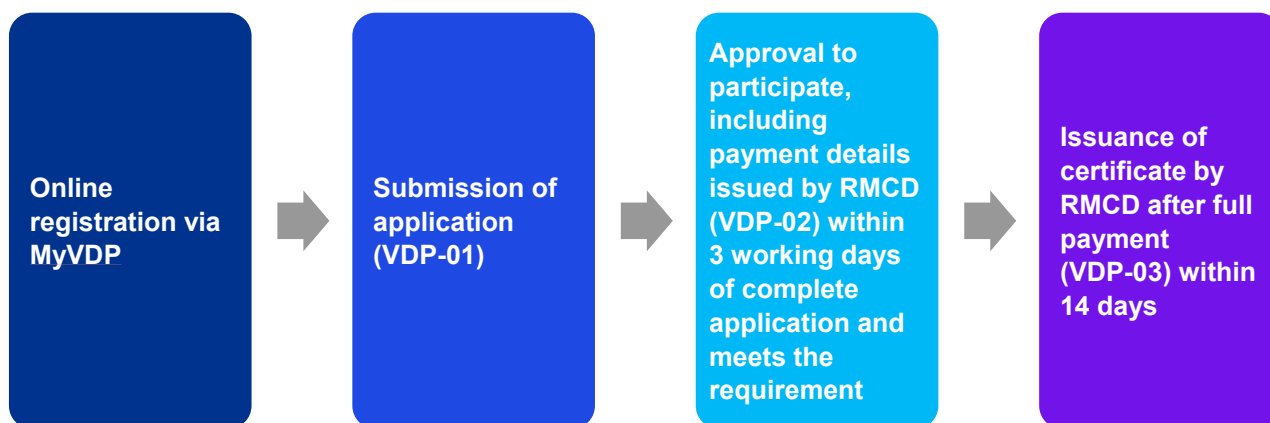 Online
registration via
MyVDP
Submission of
application
(VDP-01)
Approval to
participate,
including
payment details
issued by RMCD
(VDP-02) within
3 working days
of complete
application and
meets the
requirement
Issuance of
certificate by
RMCD after full
payment
(VDP-03) within
14 days